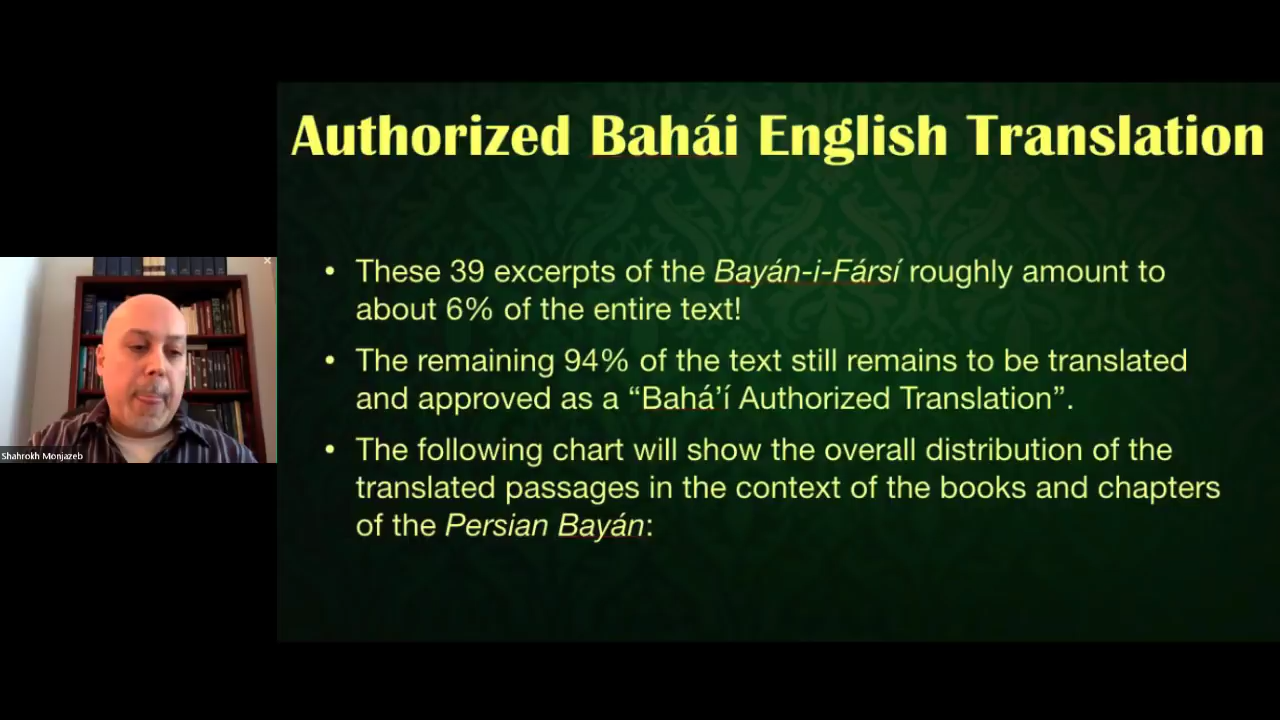 Authorized Bahái English Translation
• These 39 excerpts of the Bayán-i-Fársí roughly amount to
about 6% of the entire text!
• The remaining 94% of the text still remains to be translated
and approved as a “Bahá’í Authorized Translation”.
• The following chart will show the overall distribution of the
translated passages in the context of the books and chapters
of the Persian Bayán:
Shahrokh Monjazeb